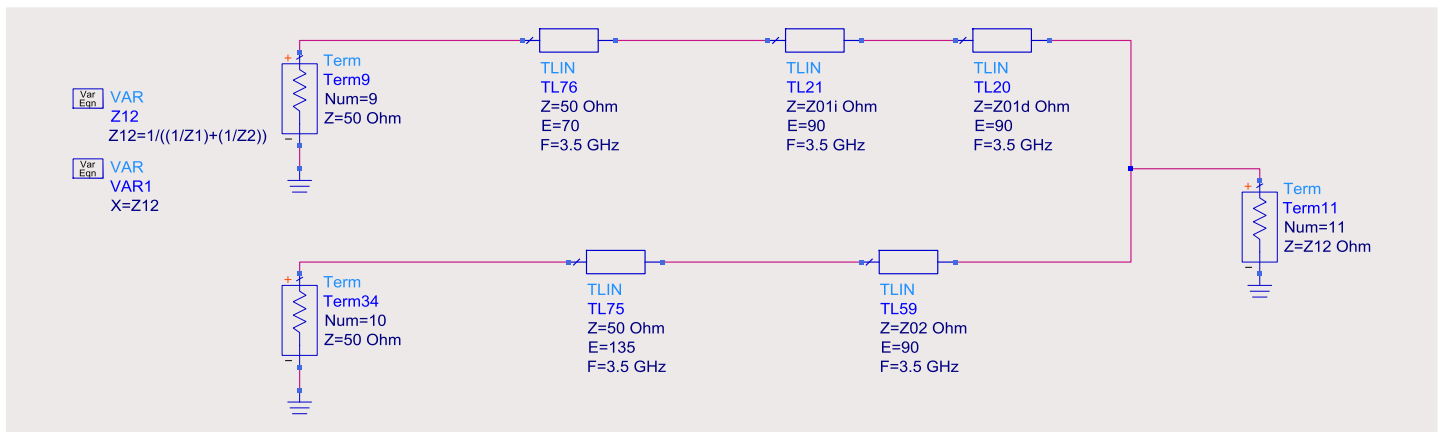 Var
Eqn
VAR
Z12
Z12=1/((1/Z1)+(1/Z2))
Var
Eqn
VAR
VAR1
X=Z12
+
Term
Term9
Num=9
Z=50 Ohm
-
TLIN
TL76
Z=50 Ohm
E=70
F=3.5 GHz
TLIN
TL21
Z=Z01i Ohm
E=90
F=3.5 GHz
TLIN
TL20
Z=Z01d Ohm
E=90
F=3.5 GHz
+
Term
Term11
Num=11
Z=Z12 Ohm
-
+
Term
Term34
Num=10
Z=50 Ohm
-
TLIN
TL75
Z=50 Ohm
E=135
F=3.5 GHz
TLIN
TL59
Z=Z02 Ohm
E=90
F=3.5 GHz